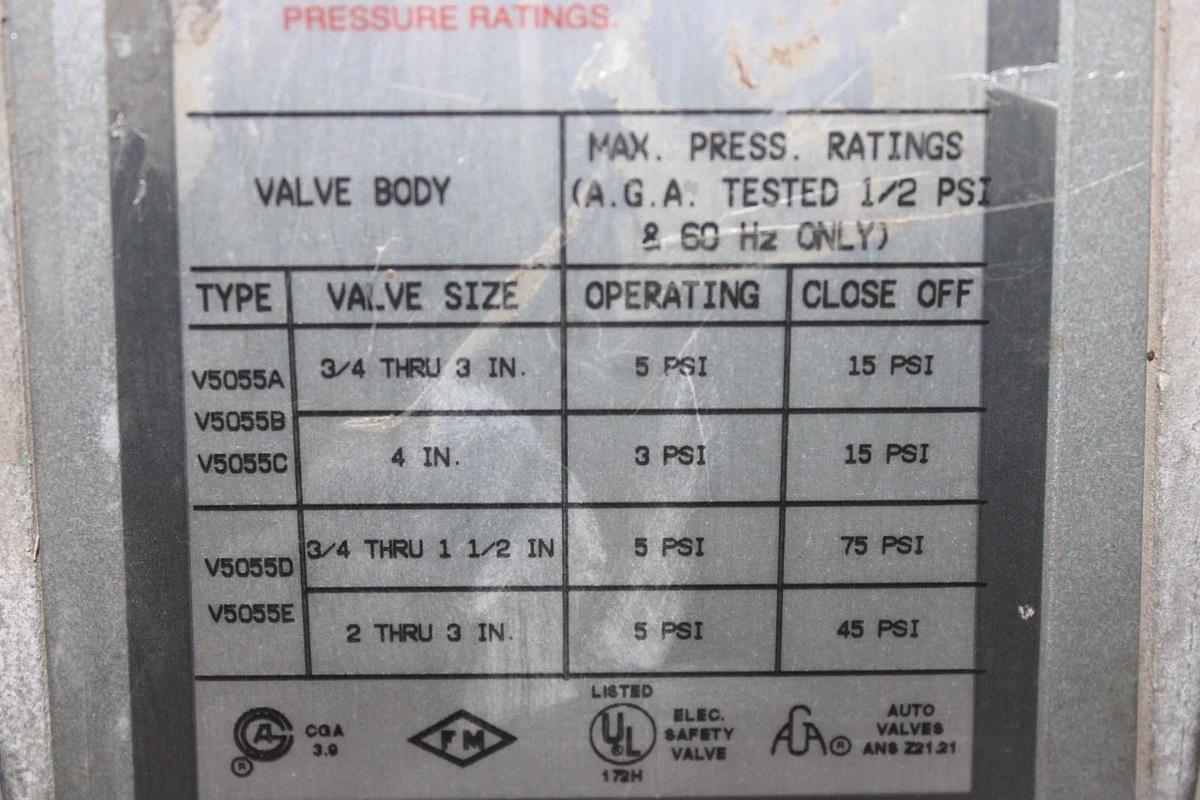 PRESSURE RATINGS.
VALVE BODY
MAX. PRESS. RATINGS
(A.G.A. TESTED 1/2 PSI
& 60 Hz ONLY)
TYPE VALVE SIZE OPERATING CLOSE OFF
V5055A
V5055B
V5055C
3/4 THRU 3 IN. 5 PSI 15 PSI
4 IN. 3 PSI 15 PSI
V5055D
V5055E
3/4 THRU 1 1/2 IN 5 PSI 75 PSI
2 THRU 3 IN. 5 PSI 45 PSI
CGA
3.9
®
FM
LISTED
UL
®
172H
ELEC.
SAFETY
VALVE
AGA ®
AUTO
VALVES
ANS Z21.21